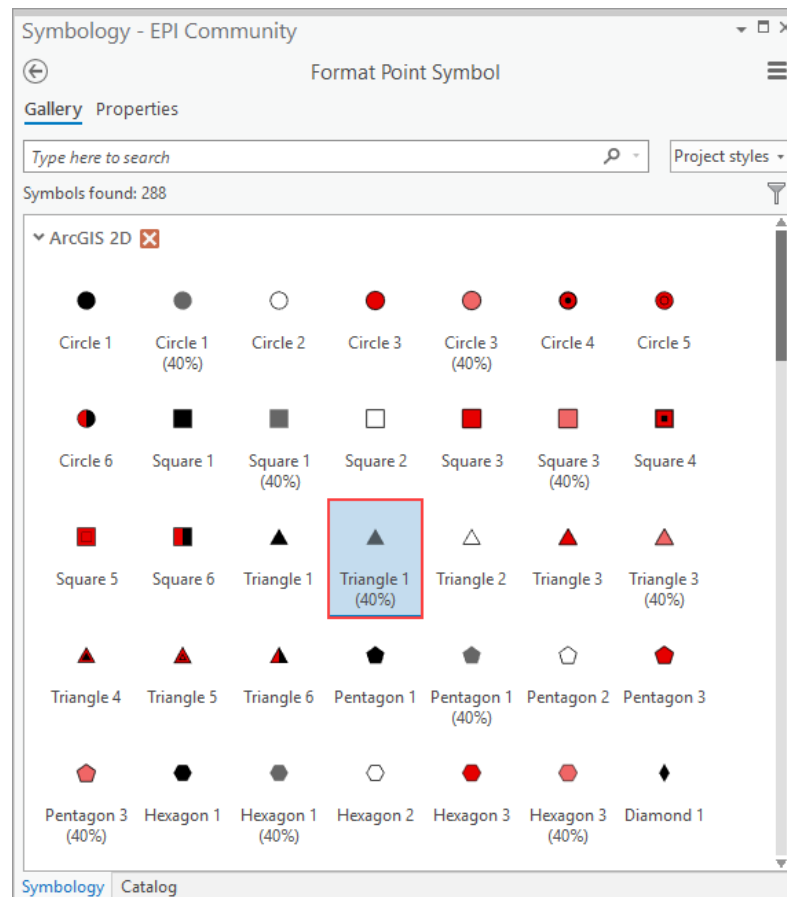 Symbology - EPI Community
Format Point Symbol
Gallery Properties
Type here to search
Project styles
Symbols found: 288
ArcGIS 2D
Circle 1 Circle 1 Circle 2 Circle 3 Circle 3 Circle 4 Circle 5
(40%) (40%)
Circle 6 Square 1 Square 1 Square 2 Square 3 Square 3 Square 4
(40%) (40%)
Square 5 Square 6 Triangle 1 Triangle 1 Triangle 2 Triangle 3 Triangle 3
(40%) (40%)
Triangle 4 Triangle 5 Triangle 6 Pentagon 1 Pentagon 1 Pentagon 2 Pentagon 3
(40%)
Pentagon 3 Hexagon 1 Hexagon 1 Hexagon 2 Hexagon 3 Hexagon 3 Diamond 1
(40%) (40%) (40%)
Symbology Catalog